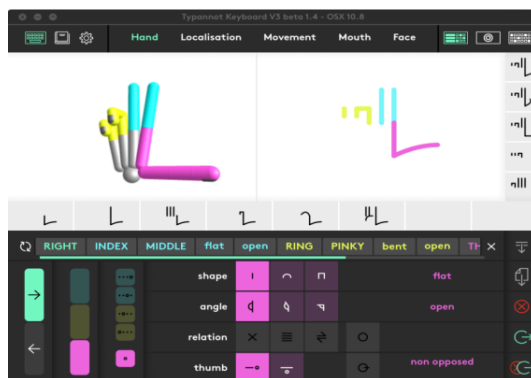 Typannot Keyboard V3 beta 1.4 - OSX 10.8
Hand Localisation Movement Mouth Face
RIGHT INDEX MIDDLE flat open RING PINKY bent open TH
shape flat
angle open
relation
thumb non opposed